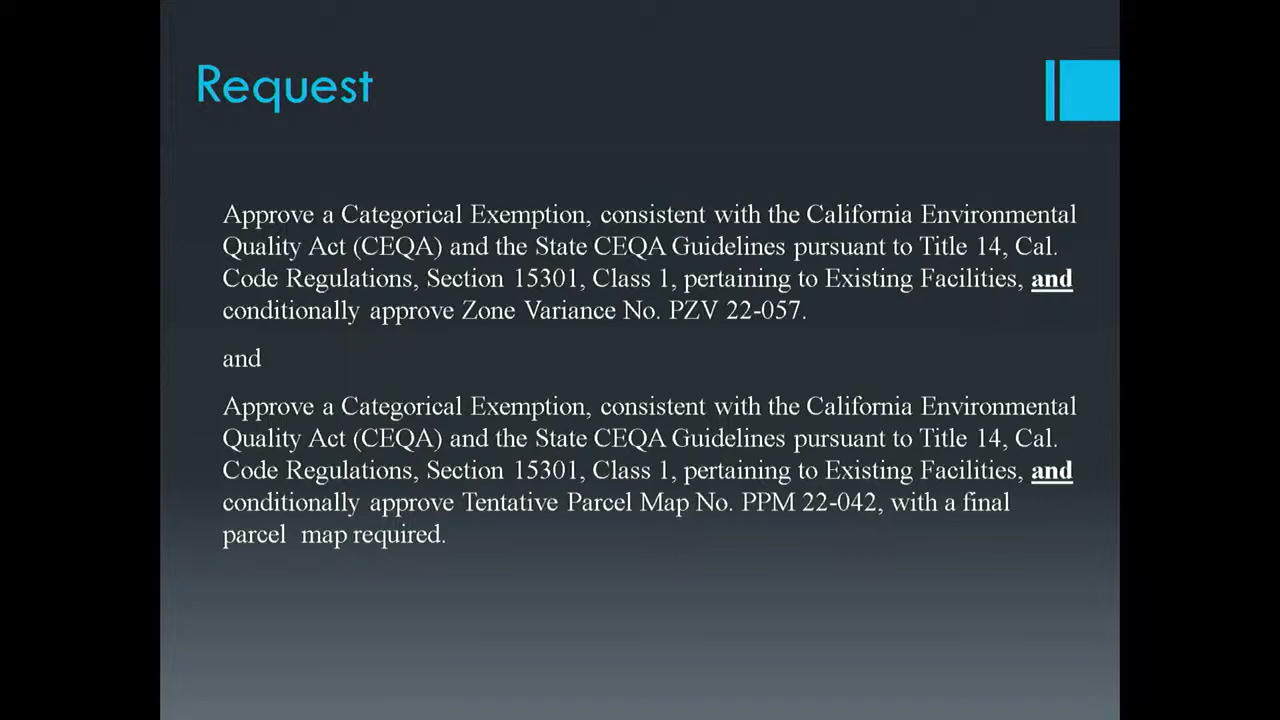 Request
Approve a Categorical Exemption, consistent with the California Environmental
Quality Act (CEQA) and the State CEQA Guidelines pursuant to Title 14, Cal.
Code Regulations, Section 15301, Class 1, pertaining to Existing Facilities, and
conditionally approve Zone Variance No. PZV 22-057.
and
Approve a Categorical Exemption, consistent with the California Environmental
Quality Act (CEQA) and the State CEQA Guidelines pursuant to Title 14, Cal.
Code Regulations, Section 15301, Class 1, pertaining to Existing Facilities, and
conditionally approve Tentative Parcel Map No. PPM 22-042, with a final
parcel map required.